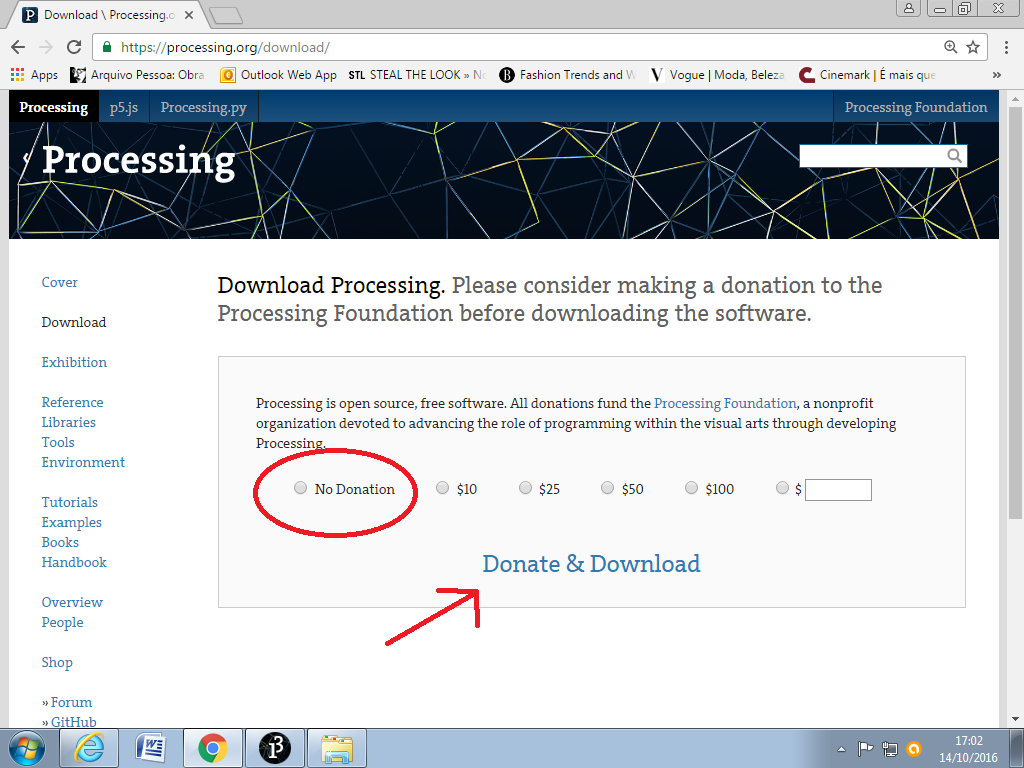 Download \ Processing.o
https://processing.org/download/
Apps Arquivo Pessoa: Obra Outlook Web App STL STEAL THE LOOK » No B Fashion Trends and W V Vogue | Moda, Beleza C Cinemark | É mais que »
Processing p5.js Processing.py Processing Foundation
Processing
Cover
Download
Exhibition
Reference
Libraries
Tools
Environment
Tutorials
Examples
Books
Handbook
Overview
People
Shop
» Forum
» GitHub
Download Processing. Please consider making a donation to the
Processing Foundation before downloading the software.
Processing is open source, free software. All donations fund the Processing Foundation, a nonprofit
organization devoted to advancing the role of programming within the visual arts through developing
Processing.
No Donation $10 $25 $50 $100 $
Donate & Download
17:02
14/10/2016